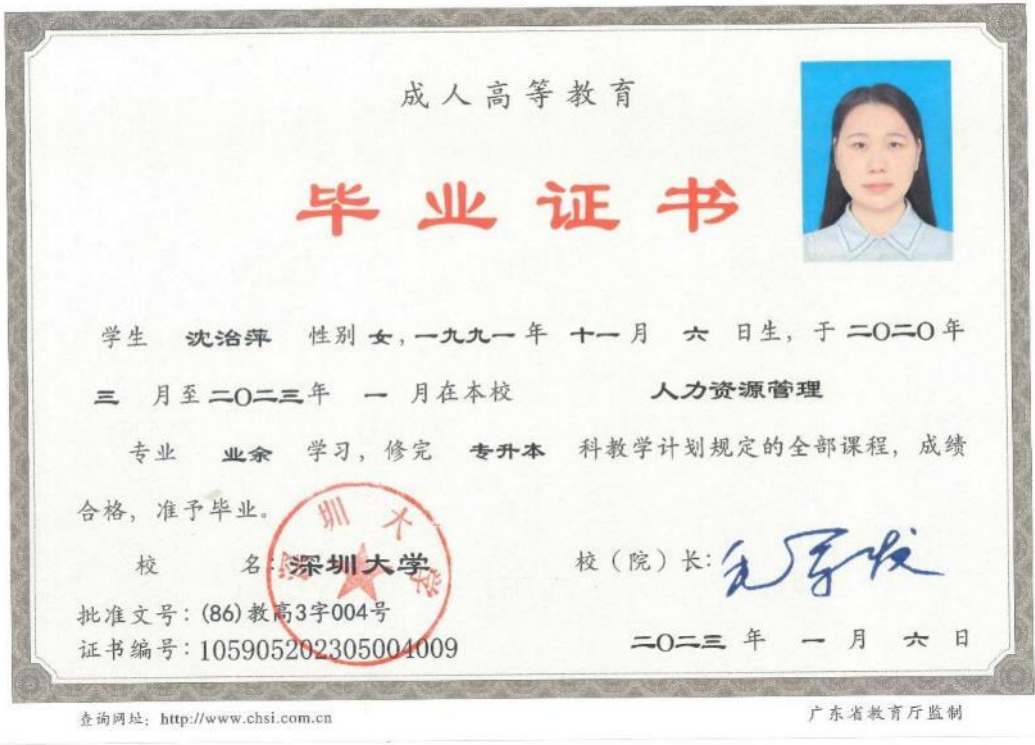 成人高等教育
毕业证书
学生 沈治萍 性别 女，一九九一 年 十一 月 六 日生，于 二〇二〇 年
三 月至 二〇二三 年 一 月在本校 人力资源管理
专业 业余 学习，修完 专升本 科教学计划规定的全部课程，成绩
合格，准予毕业。
校 名：深圳大学
深圳大学
校（院）长：
批准文号：(86)教高3字004号
证书编号：105905202305004009
二〇二三 年 一 月 六 日
查询网址：http://www.chsi.com.cn
广东省教育厅监制